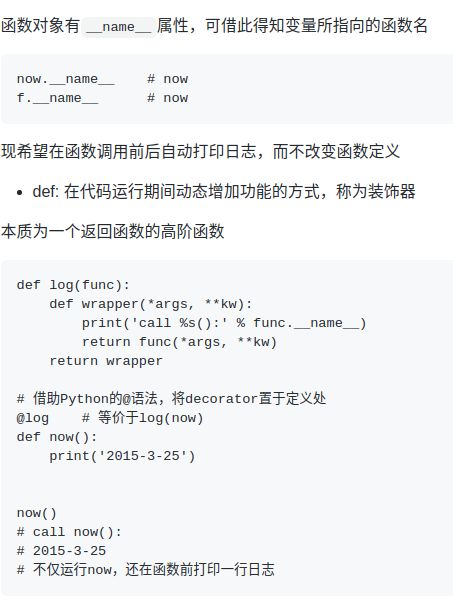 函数对象有 __name__ 属性，可借此得知变量所指向的函数名
now.__name__    # now
f.__name__      # now
现希望在函数调用前后自动打印日志，而不改变函数定义
• def: 在代码运行期间动态增加功能的方式，称为装饰器
本质为一个返回函数的高阶函数
def log(func):
    def wrapper(*args, **kw):
        print('call %s():' % func.__name__)
        return func(*args, **kw)
    return wrapper
# 借助Python的@语法，将decorator置于定义处
@log    # 等价于log(now)
def now():
    print('2015-3-25')
now()
# call now():
# 2015-3-25
# 不仅运行now，还在函数前打印一行日志